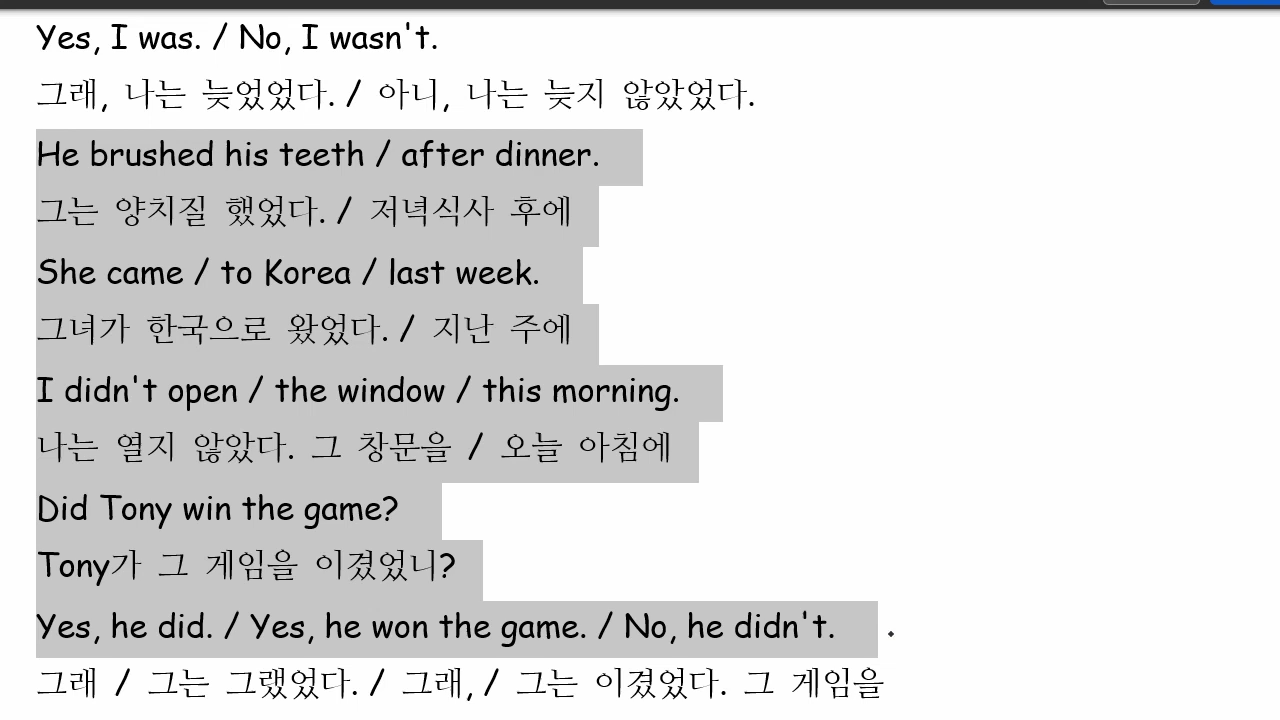 Yes, I was. / No, I wasn't.
그래, 나는 늦었었다. / 아니, 나는 늦지 않았었다.
He brushed his teeth / after dinner.
그는 양치질 했었다. / 저녁식사 후에
She came / to Korea / last week.
그녀가 한국으로 왔었다. / 지난 주에
I didn't open / the window / this morning.
나는 열지 않았다. 그 창문을 / 오늘 아침에
Did Tony win the game?
Tony가 그 게임을 이겼었니?
Yes, he did. / Yes, he won the game. / No, he didn't.
그래 / 그는 그랬었다. / 그래, / 그는 이겼었다. 그 게임을